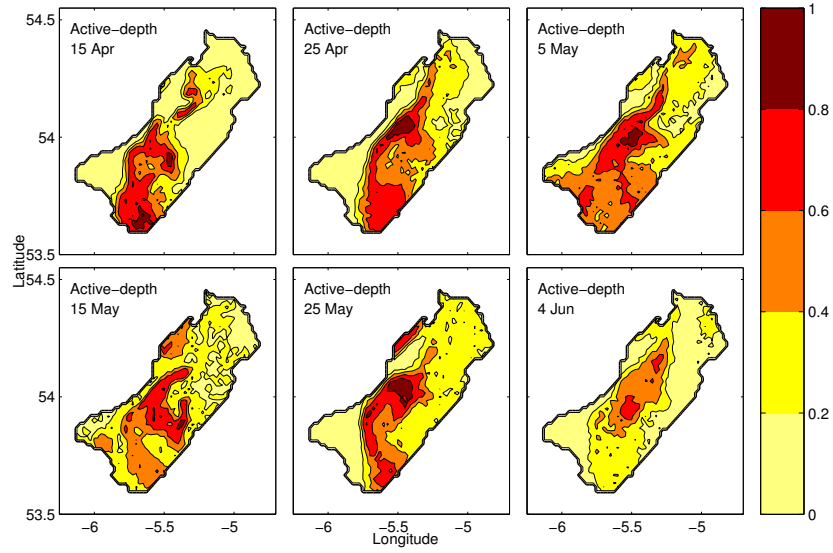 54.5
Active−depth
15 Apr
Active−depth
25 Apr
Active−depth
5 May
1
0.8
54
0.6
53.5
Latitude
54.5
Active−depth
15 May
Active−depth
25 May
Active−depth
4 Jun
0.4
54
0.2
53.5
0
−6 −5.5 −5 −6 −5.5 −5 −6 −5.5 −5
Longitude